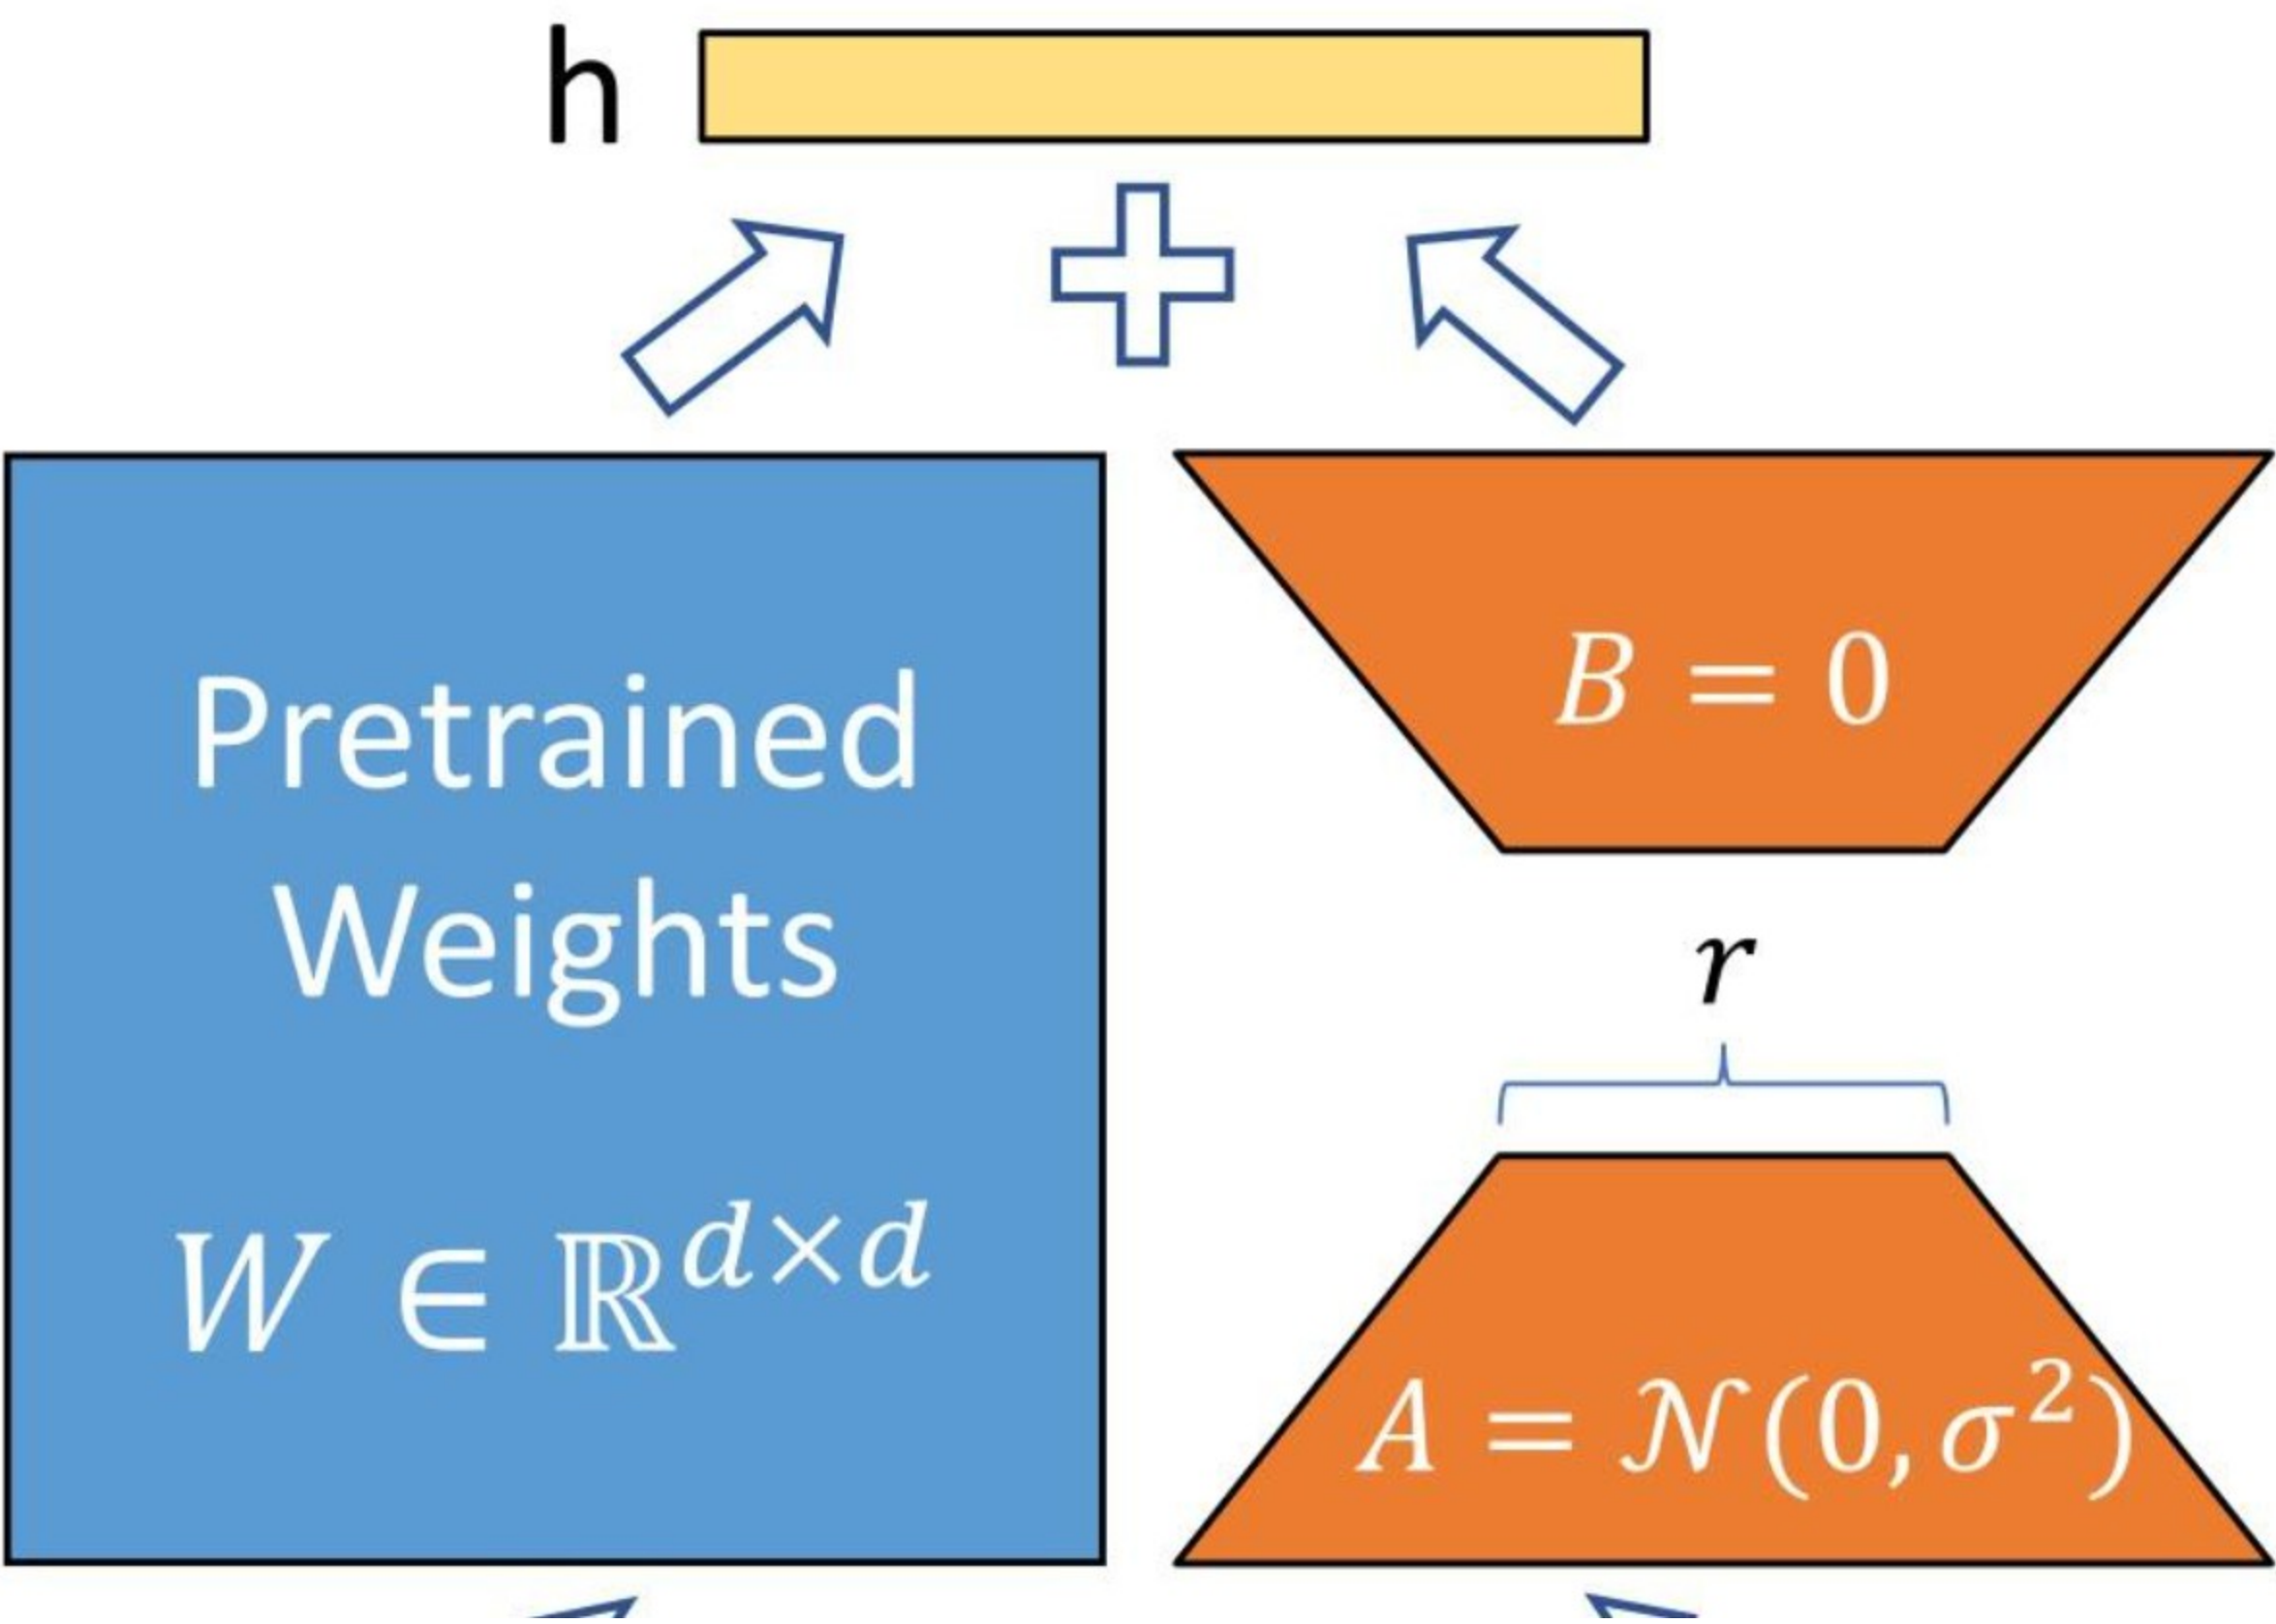 h
Pretrained
Weights
W ∈ ℝ^{d×d}
B = 0
r
A = 𝒩(0, σ²)